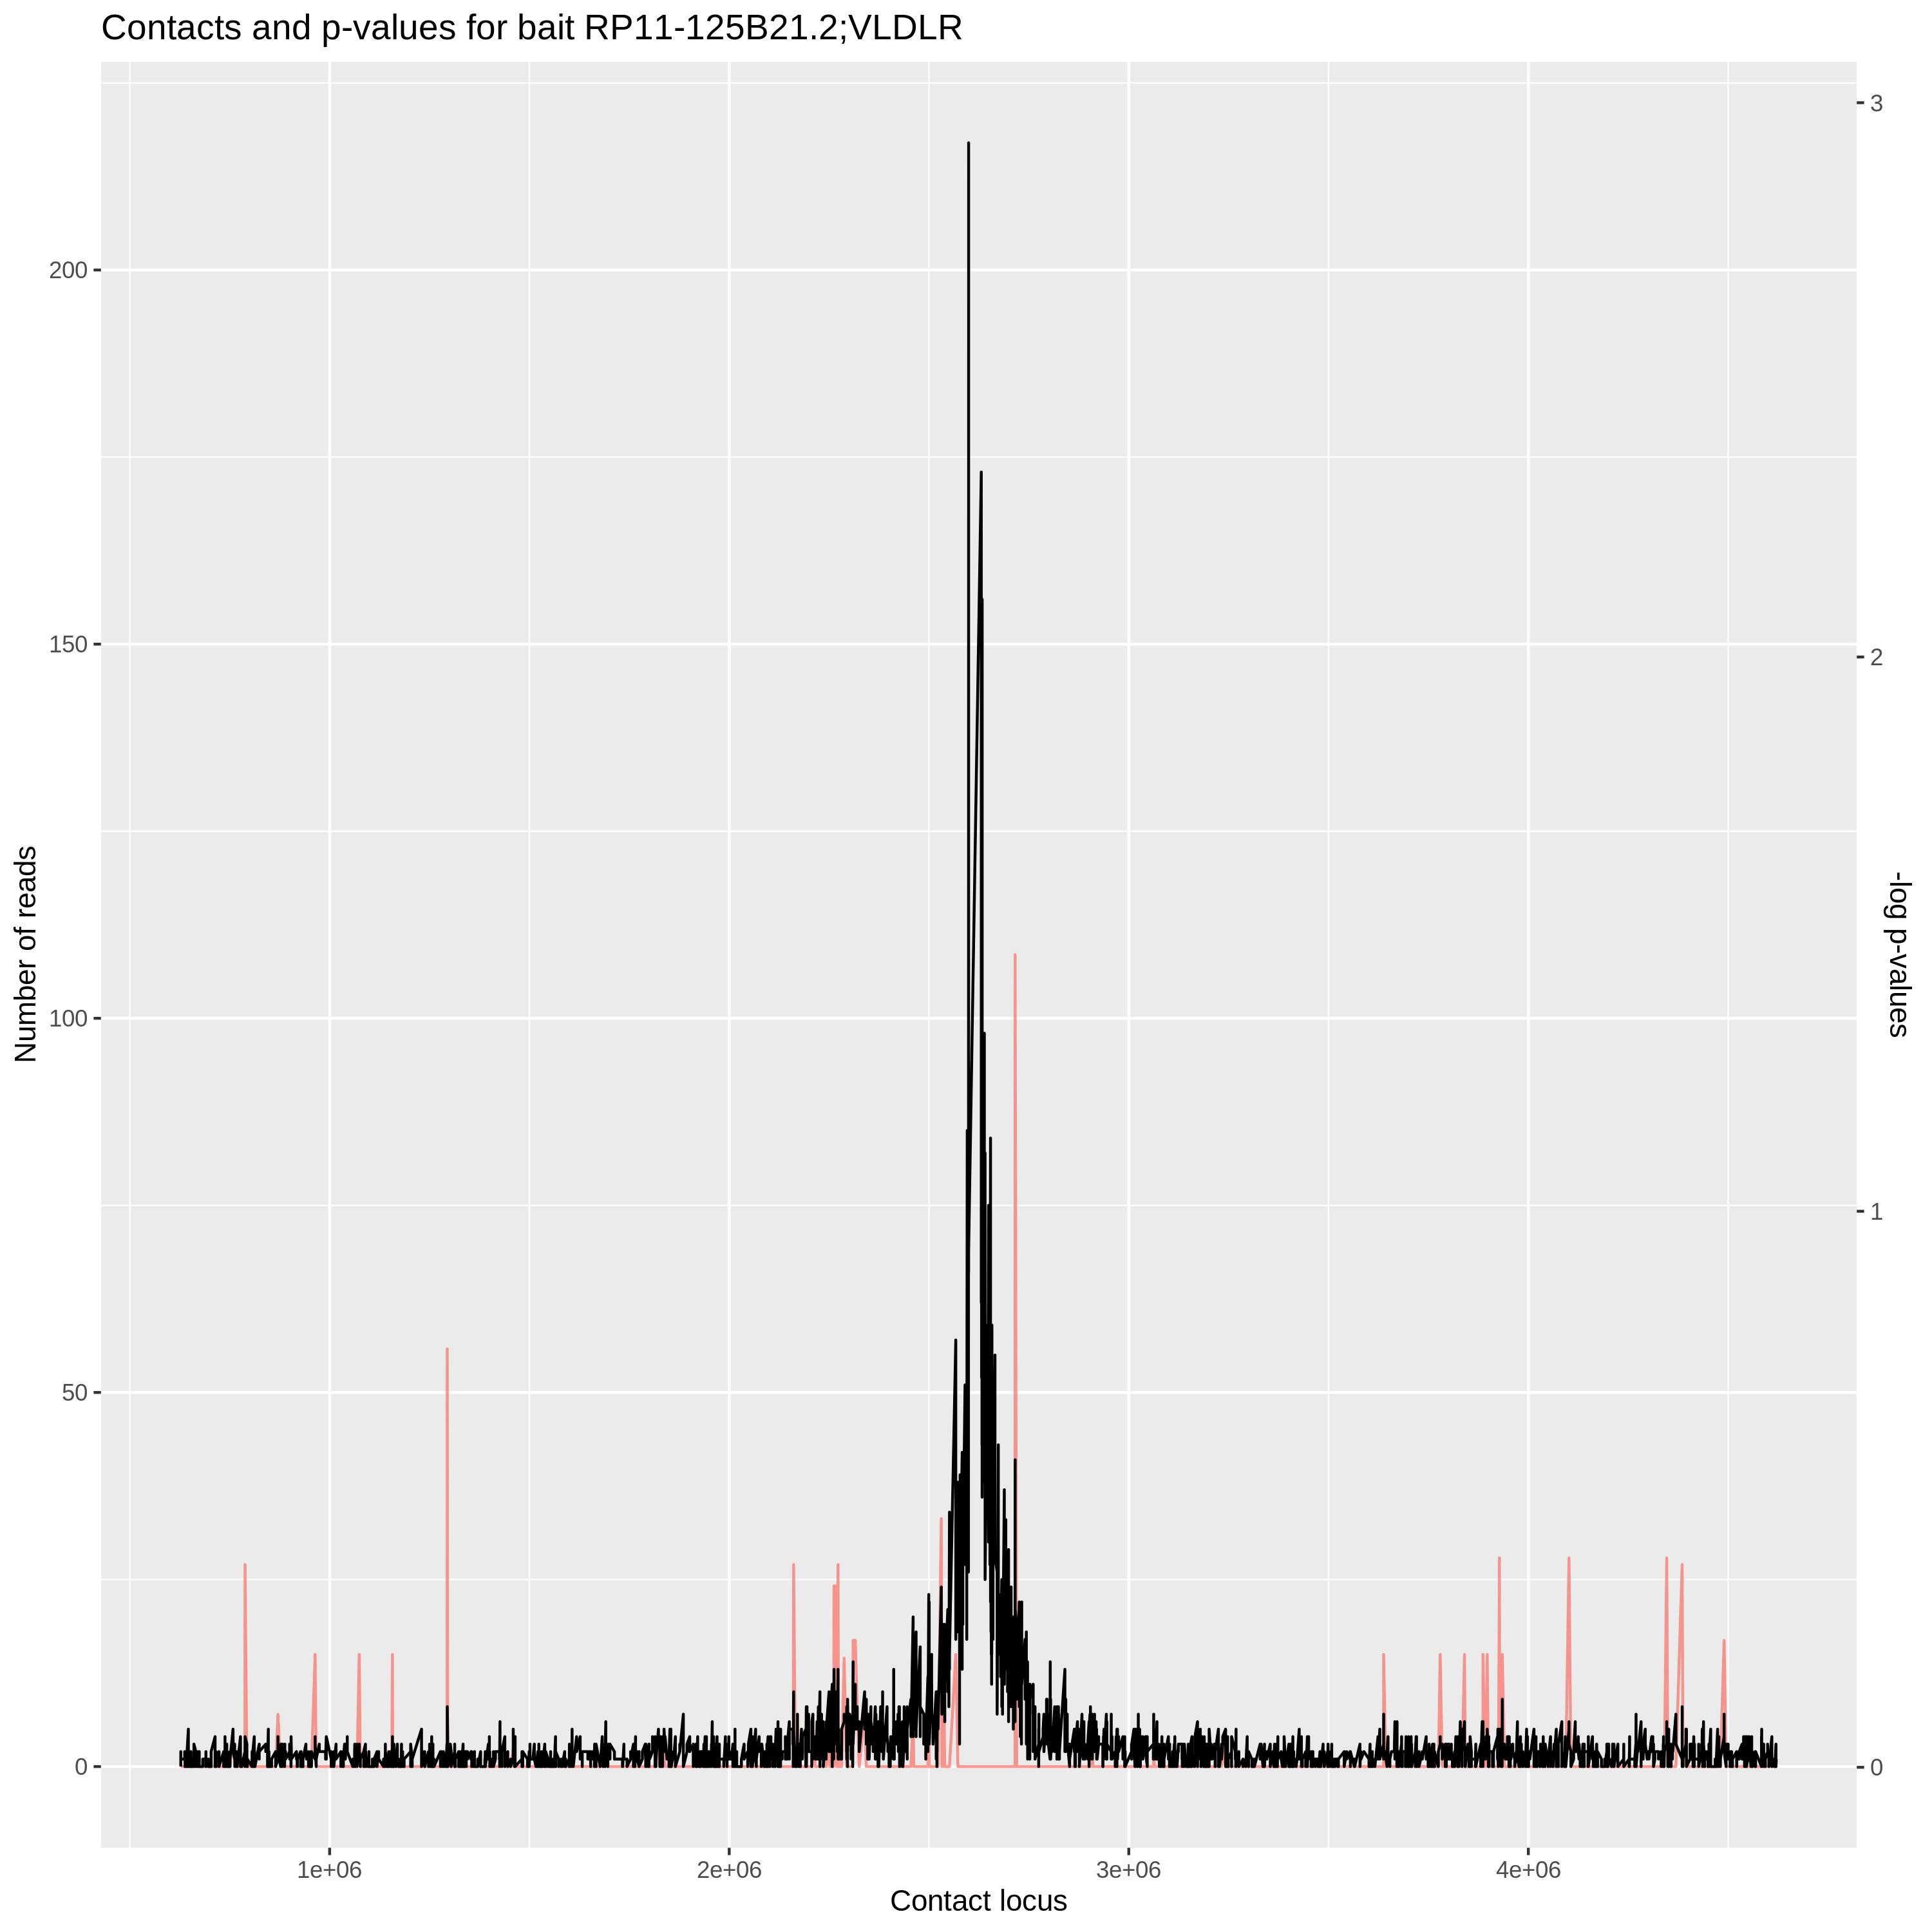 Contacts and p-values for bait RP11-125B21.2;VLDLR
Number of reads
200
150
100
50
0
3
2
1
0
-log p-values
1e+06
2e+06
3e+06
4e+06
Contact locus